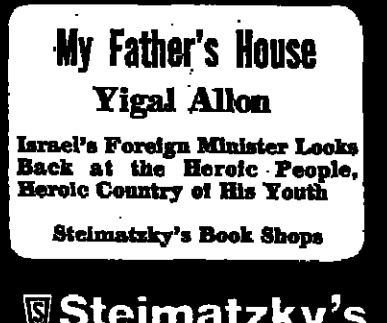 My Father's House
Yigal Allon
Israel's Foreign Minister Looks
Back at the Heroic People,
Heroic Country of His Youth
Steimatzky's Book Shops
S Steimatzky's